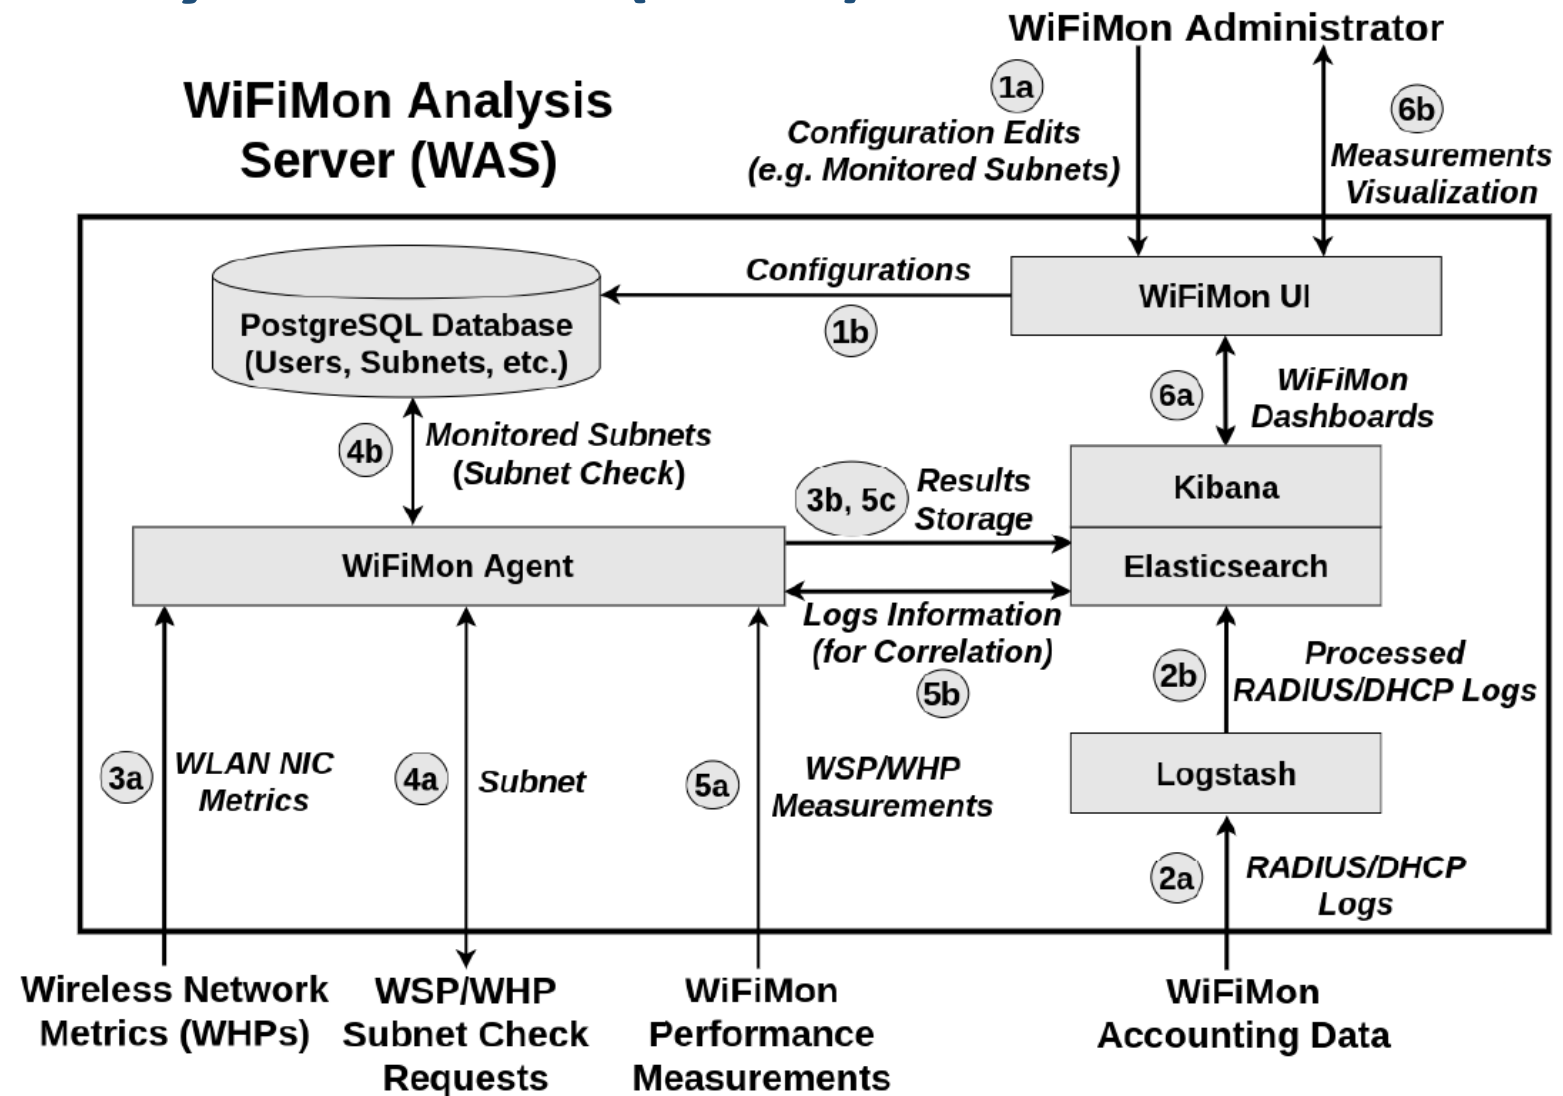 WiFiMon Administrator
WiFiMon Analysis
Server (WAS)
1a
Configuration Edits
(e.g. Monitored Subnets)
6b
Measurements
Visualization
PostgreSQL Database
(Users, Subnets, etc.)
Configurations
1b
WiFiMon UI
6a
WiFiMon
Dashboards
4b
Monitored Subnets
(Subnet Check)
3b, 5c
Results
Storage
Kibana
WiFiMon Agent
Elasticsearch
Logs Information
(for Correlation)
5b
2b
Processed
RADIUS/DHCP Logs
3a
WLAN NIC
Metrics
4a
Subnet
5a
WSP/WHP
Measurements
Logstash
2a
RADIUS/DHCP
Logs
Wireless Network
Metrics (WHPs)
WSP/WHP
Subnet Check
Requests
WiFiMon
Performance
Measurements
WiFiMon
Accounting Data